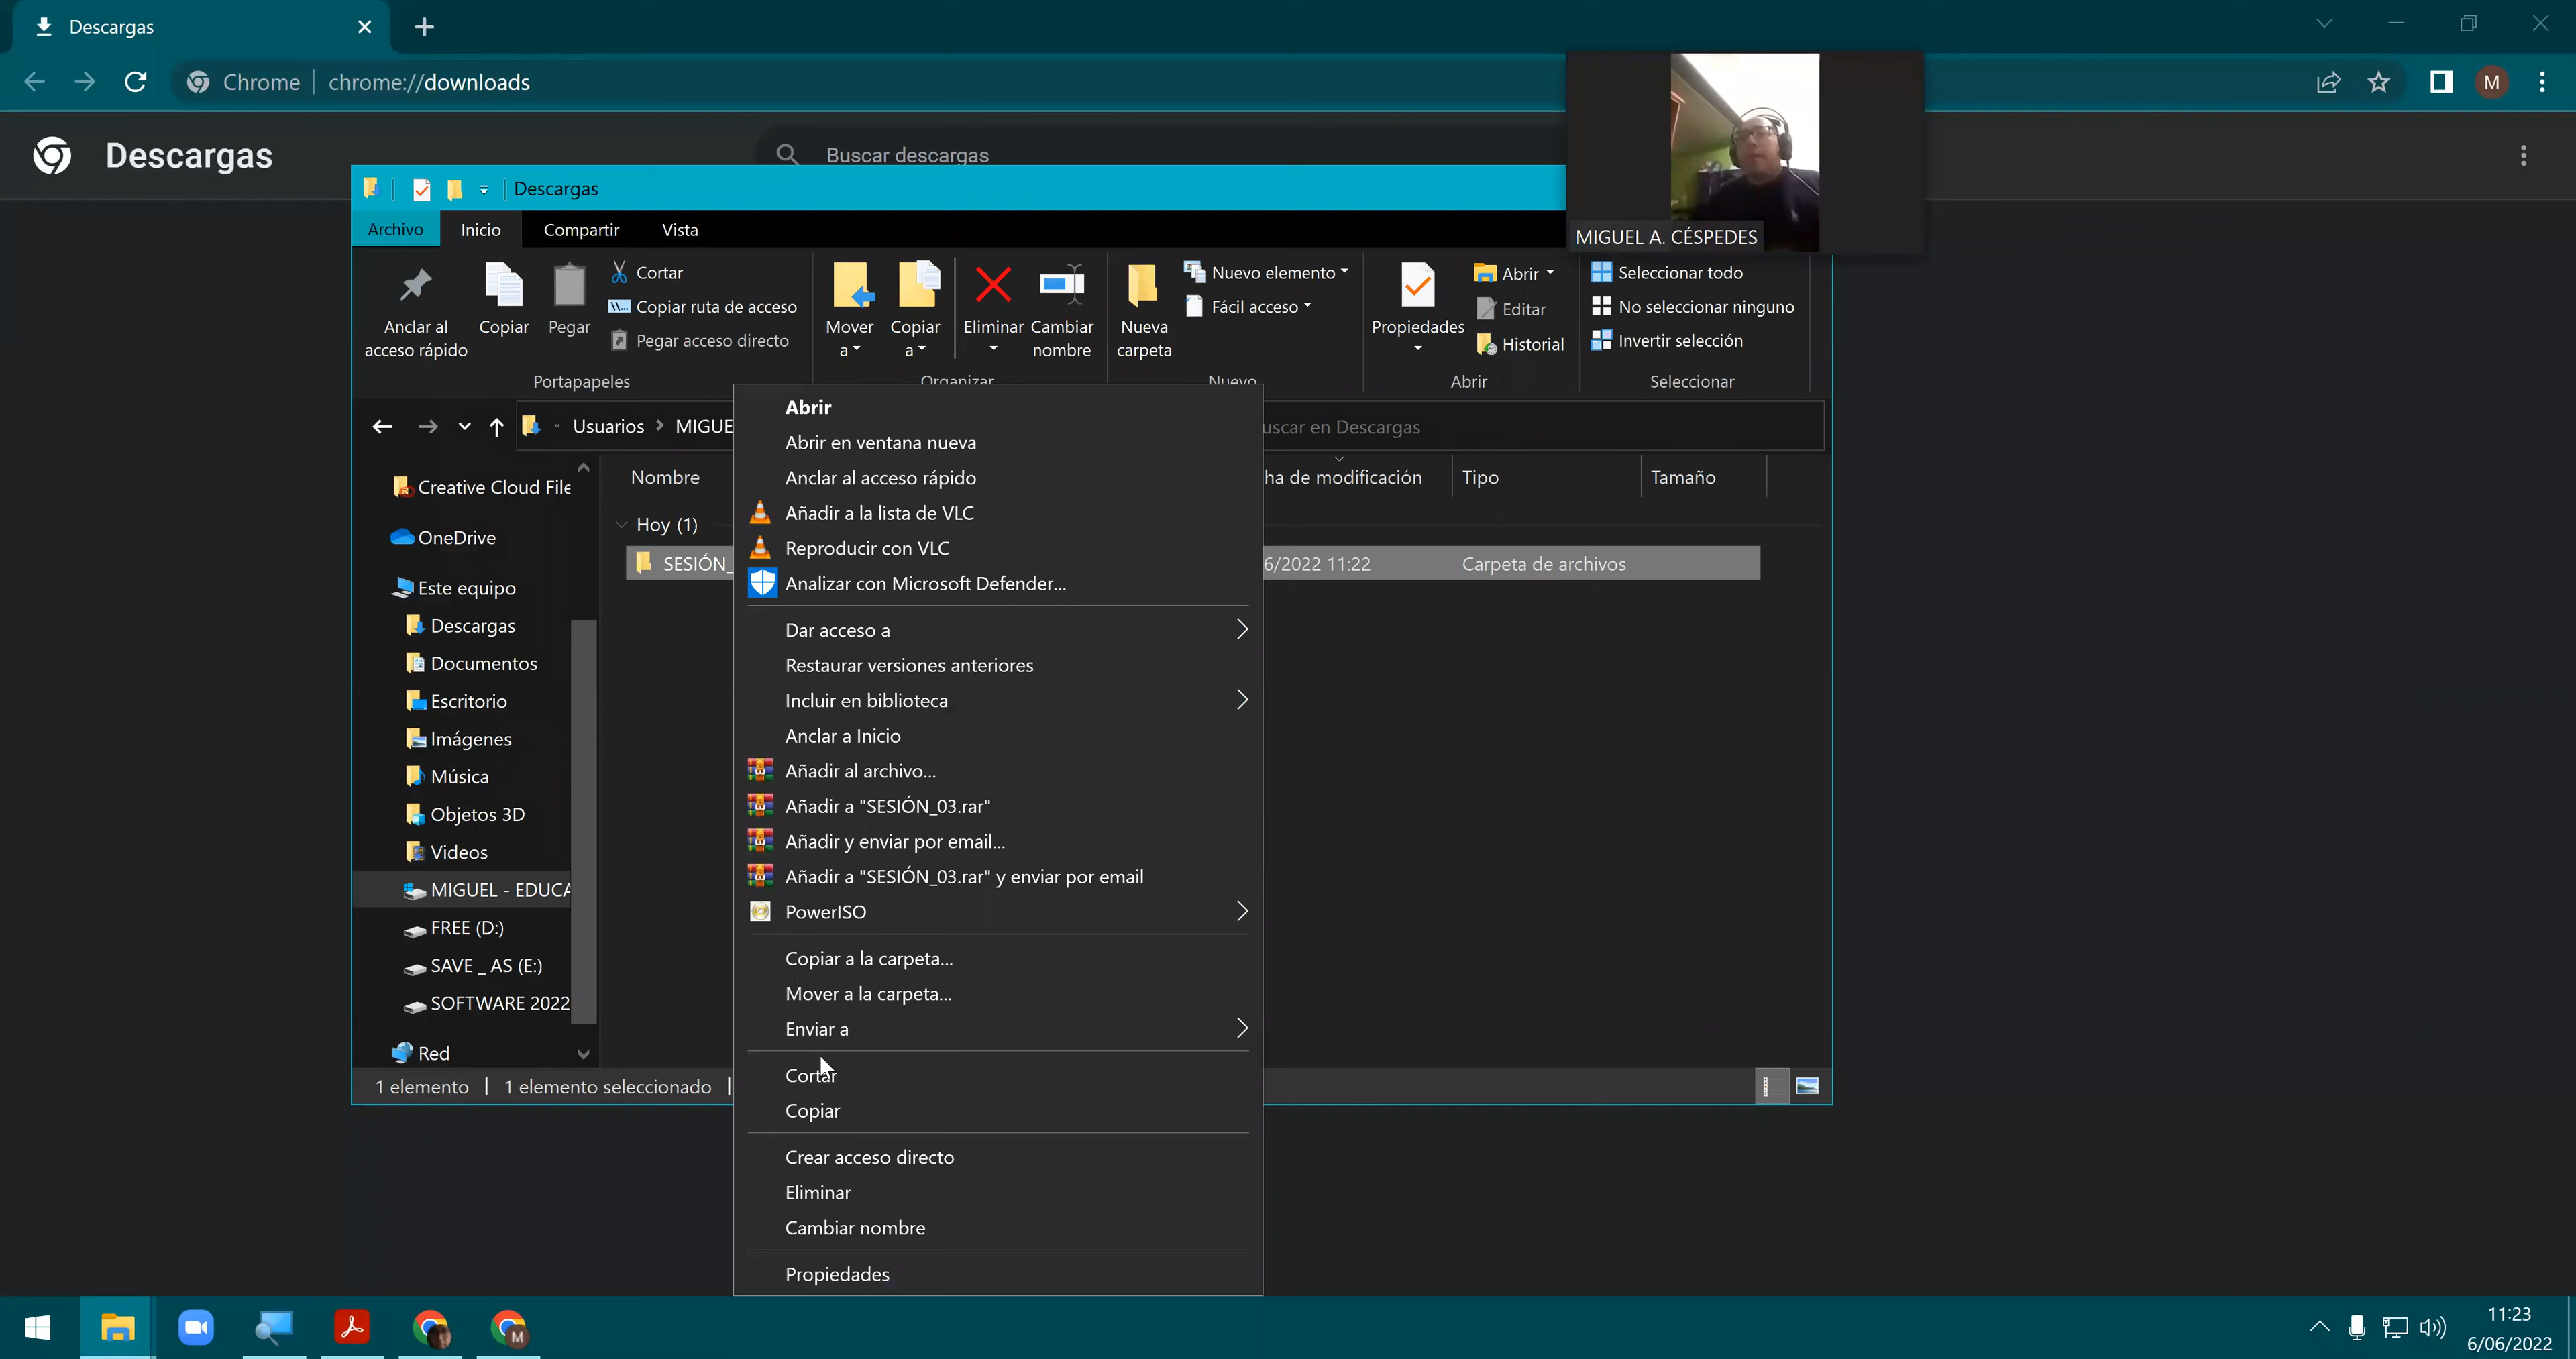 Descargas
Chrome
chrome://downloads
M
Descargas
Buscar descargas
Descargas
MIGUEL A. CÉSPEDES
Archivo
Inicio
Compartir
Vista
Anclar al
acceso rápido
Copiar
Pegar
Cortar
Copiar ruta de acceso
Pegar acceso directo
Portapapeles
Mover
a
Copiar
a
Eliminar
Cambiar
nombre
Organizar
Nueva
carpeta
Nuevo elemento
Fácil acceso
Nuevo
Propiedades
Abrir
Editar
Historial
Abrir
Seleccionar todo
No seleccionar ninguno
Invertir selección
Seleccionar
« Usuarios > MIGUE
uscar en Descargas
Creative Cloud File
OneDrive
Este equipo
Descargas
Documentos
Escritorio
Imágenes
Música
Objetos 3D
Videos
MIGUEL - EDUCA
FREE (D:)
SAVE _ AS (E:)
SOFTWARE 2022
Red
Nombre
ha de modificación
Tipo
Tamaño
Hoy (1)
SESIÓN_
6/2022 11:22
Carpeta de archivos
Abrir
Abrir en ventana nueva
Anclar al acceso rápido
Añadir a la lista de VLC
Reproducir con VLC
Analizar con Microsoft Defender...
Dar acceso a
Restaurar versiones anteriores
Incluir en biblioteca
Anclar a Inicio
Añadir al archivo...
Añadir a "SESIÓN_03.rar"
Añadir y enviar por email...
Añadir a "SESIÓN_03.rar" y enviar por email
PowerISO
Copiar a la carpeta...
Mover a la carpeta...
Enviar a
Cortar
Copiar
Crear acceso directo
Eliminar
Cambiar nombre
Propiedades
1 elemento
1 elemento seleccionado
M
11:23
6/06/2022